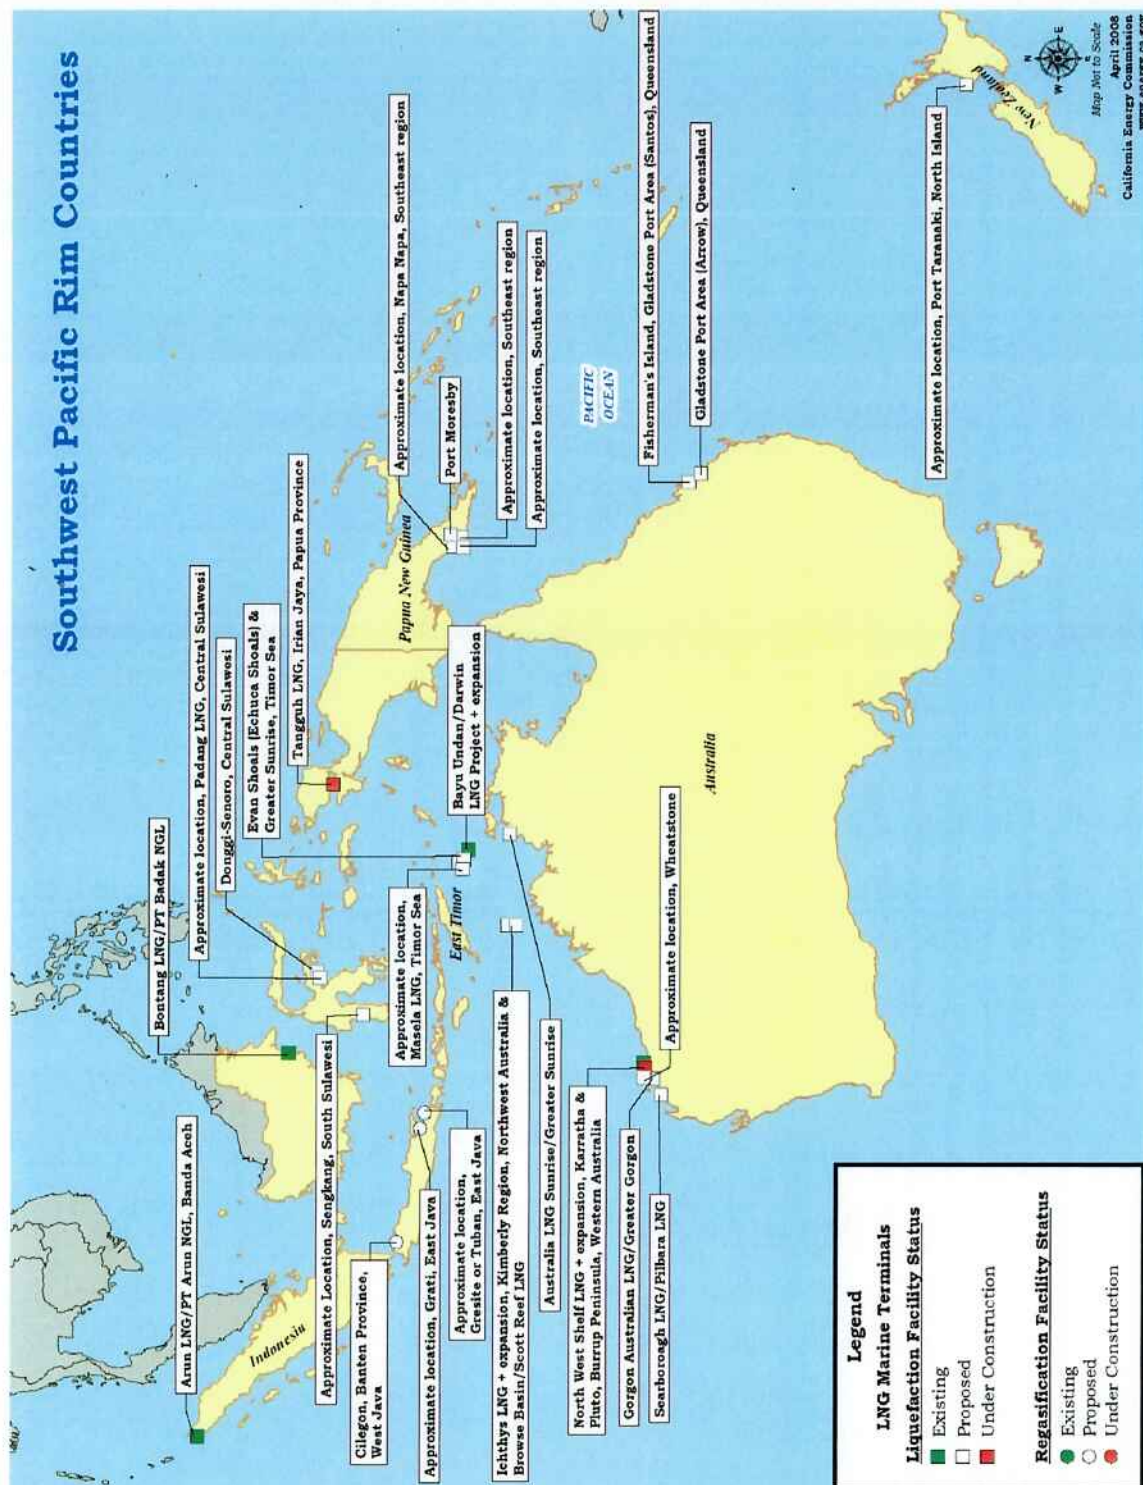 Southwest Pacific Rim Countries
Arun LNG/PT Arun NGL, Banda Aceh
Bontang LNG/PT Badak NGL
Approximate location, Padang LNG, Central Sulawesi
Donggi-Senoro, Central Sulawesi
Evan Shoals (Echuca Shoals) &
Greater Sunrise, Timor Sea
Tangguh LNG, Irian Jaya, Papua Province
Approximate location, Napa Napa, Southeast region
Port Moresby
Approximate location, Southeast region
Approximate location, Southeast region
Papua New Guinea
Bayu Undan/Darwin
LNG Project + expansion
Approximate location,
Masela LNG, Timor Sea
East Timor
Approximate Location, Sengkang, South Sulawesi
Indonesia
Cilegon, Banten Province,
West Java
Approximate location, Grati, East Java
Approximate location,
Gresite or Tuban, East Java
Ichthys LNG + expansion, Kimberly Region, Northwest Australia &
Browse Basin/Scott Reef LNG
Australia LNG Sunrise/Greater Sunrise
North West Shelf LNG + expansion, Karratha &
Pluto, Burrup Peninsula, Western Australia
Gorgon Australian LNG/Greater Gorgon
Searboroagh LNG/Pilbara LNG
Approximate location, Wheatstone
Australia
PACIFIC
OCEAN
Fisherman's Island, Gladstone Port Area (Santos), Queensland
Gladstone Port Area (Arrow), Queensland
Approximate location, Port Taranaki, North Island
New Zealand
Legend
LNG Marine Terminals
Liquefaction Facility Status
Existing
Proposed
Under Construction
Regasification Facility Status
Existing
Proposed
Under Construction
N
W
E
Map Not to Scale
April 2008
California Energy Commission